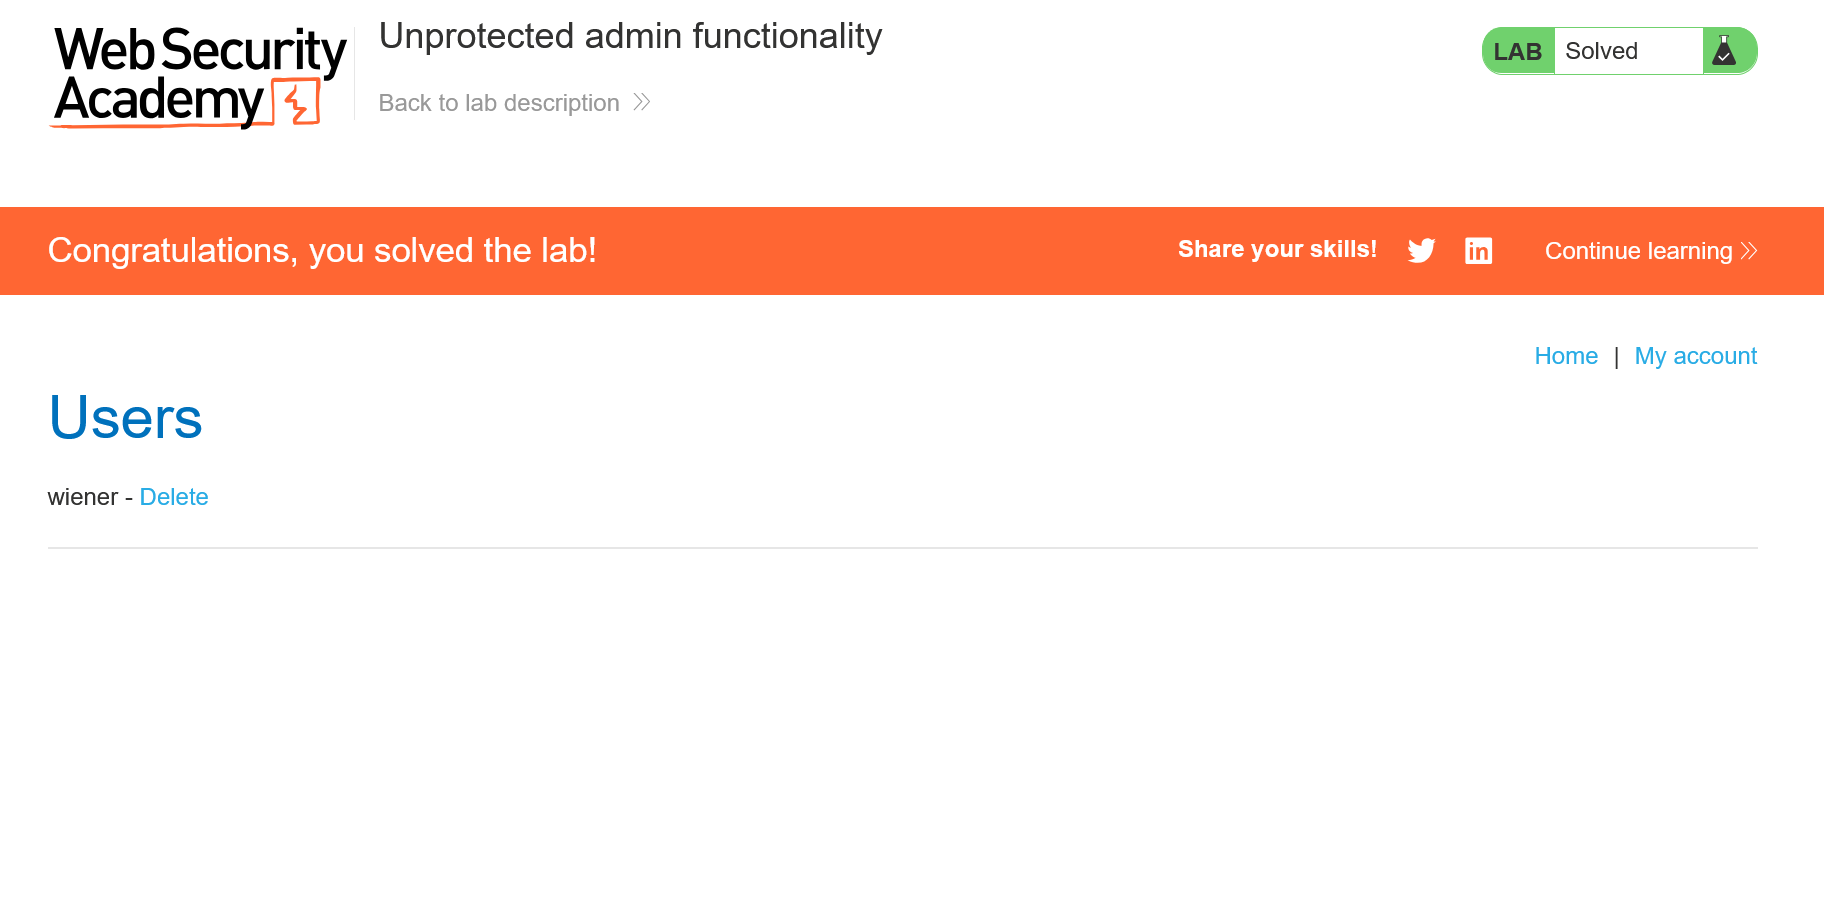 Web Security
Academy
Unprotected admin functionality
Back to lab description
LAB Solved
Congratulations, you solved the lab!
Share your skills!
Continue learning
Home | My account
Users
wiener - Delete